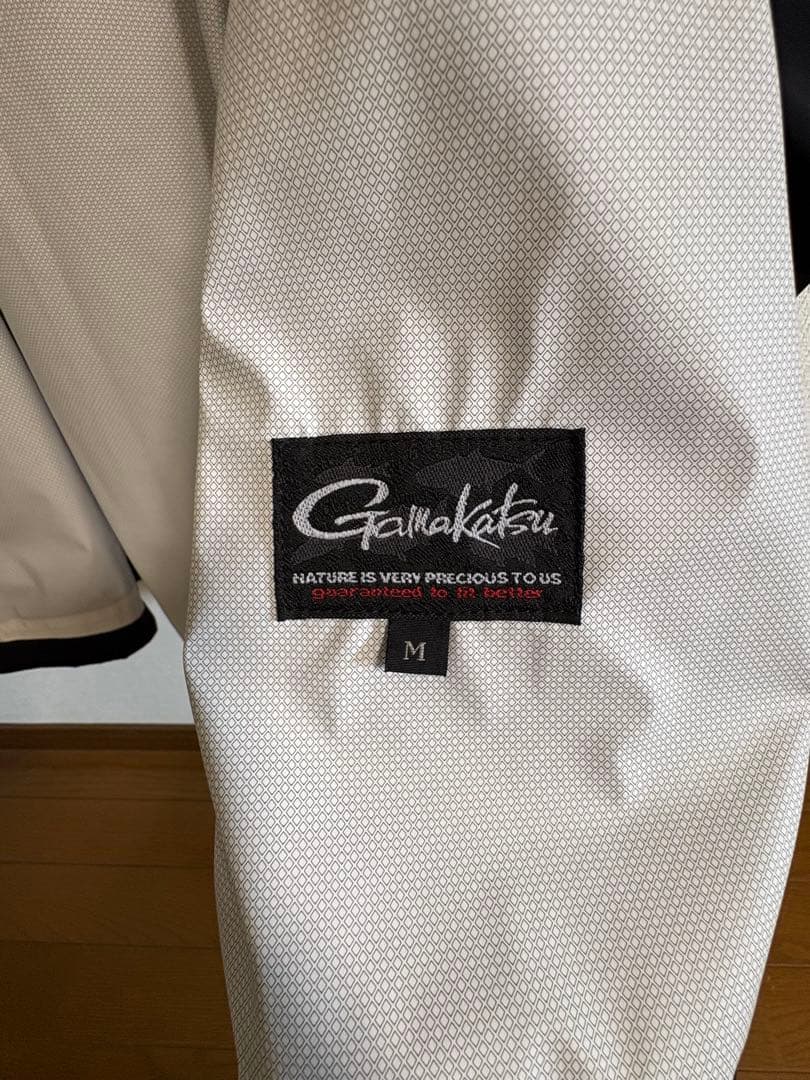 Gamakatsu
NATURE IS VERY PRECIOUS TO US
guaranteed to fit better
M